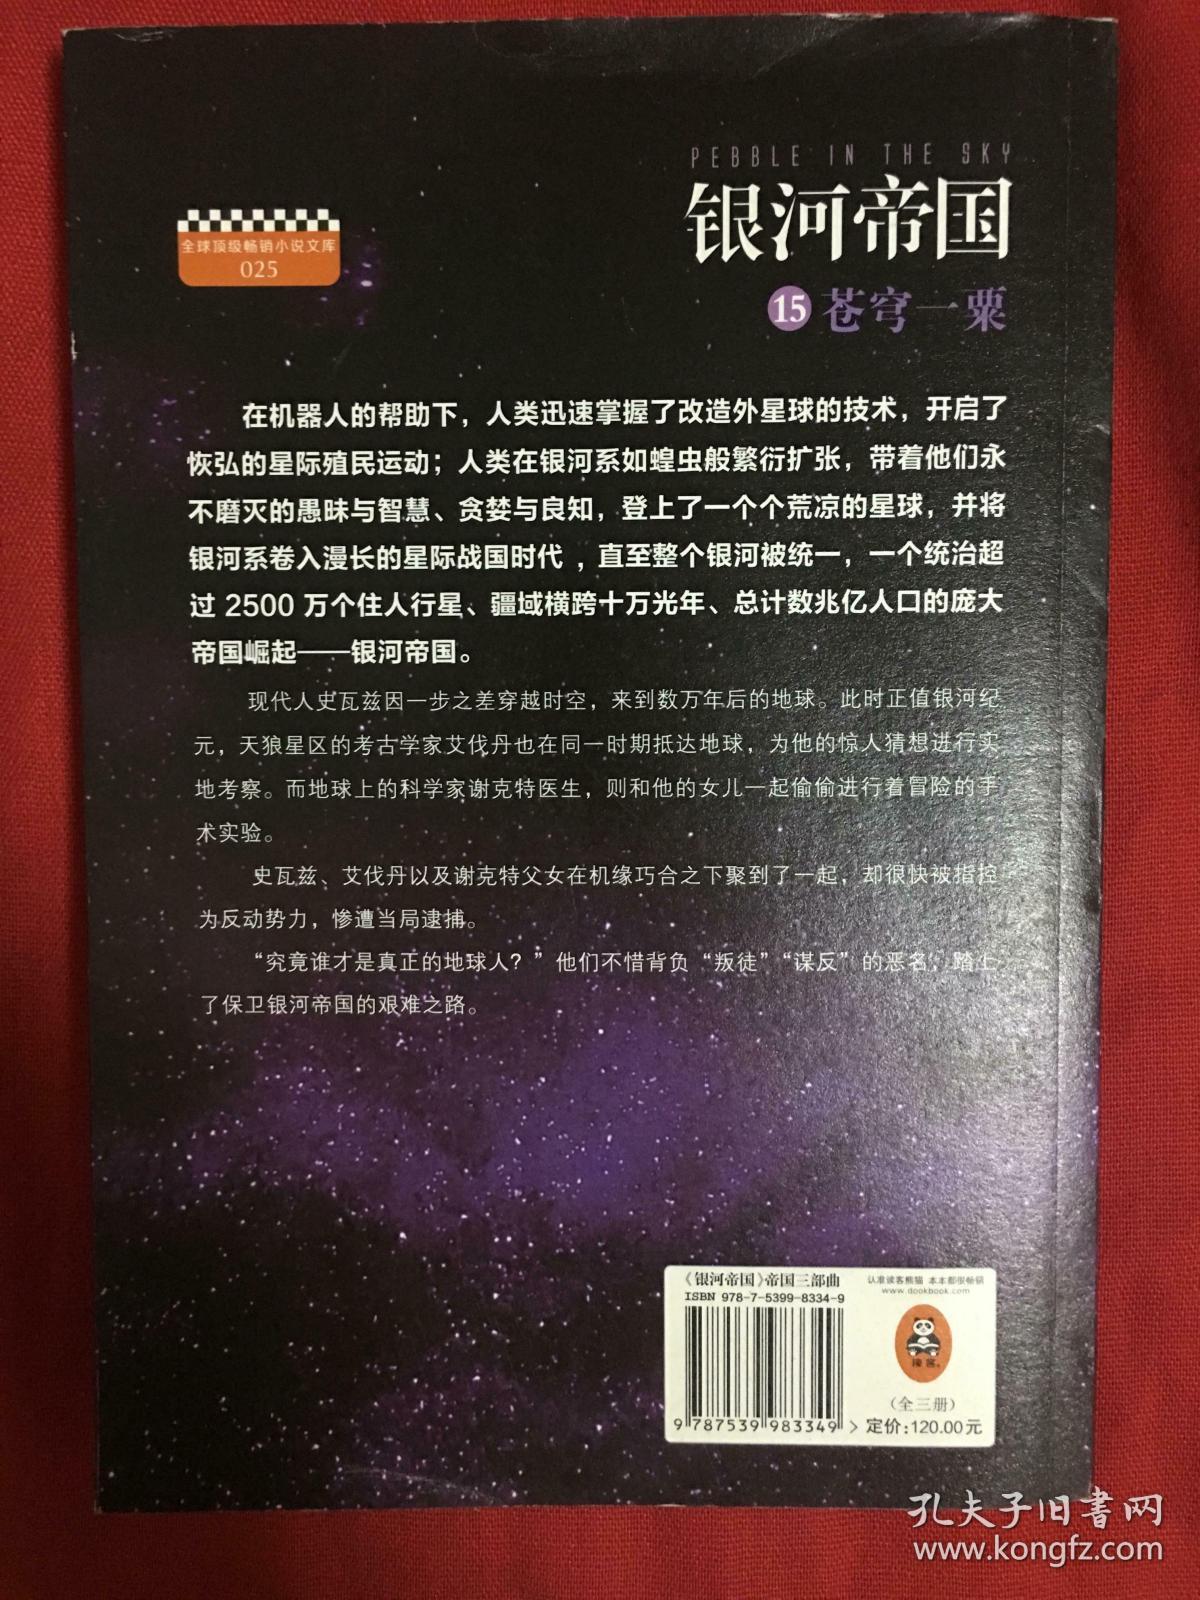 PEBBLE IN THE SKY
银河帝国
15 苍穹一粟
全球顶级畅销小说文库
025
在机器人的帮助下，人类迅速掌握了改造外星球的技术，开启了
恢弘的星际殖民运动；人类在银河系如蝗虫般繁衍扩张，带着他们永
不磨灭的愚昧与智慧、贪婪与良知，登上了一个个荒凉的星球，并将
银河系卷入漫长的星际战国时代，直至整个银河被统一，一个统治超
过 2500 万个住人行星、疆域横跨十万光年、总计数兆亿人口的庞大
帝国崛起——银河帝国。
现代人史瓦兹因一步之差穿越时空，来到数万年后的地球。此时正值银河纪
元，天狼星区的考古学家艾伐丹也在同一时期抵达地球，为他的惊人猜想进行实
地考察。而地球上的科学家谢克特医生，则和他的女儿一起偷偷进行着冒险的手
术实验。
史瓦兹、艾伐丹以及谢克特父女在机缘巧合之下聚到了一起，却很快被指控
为反动势力，惨遭当局逮捕。
“究竟谁才是真正的地球人？”他们不惜背负“叛徒”“谋反”的恶名，踏上
了保卫银河帝国的艰难之路。
《银河帝国》帝国三部曲
ISBN 978-7-5399-8334-9
9 787539 983349 >
认准读客熊猫 本本都很畅销
www.dookbook.com
读客®
（全三册）
定价：120.00元
孔夫子旧书网
www.kongfz.com